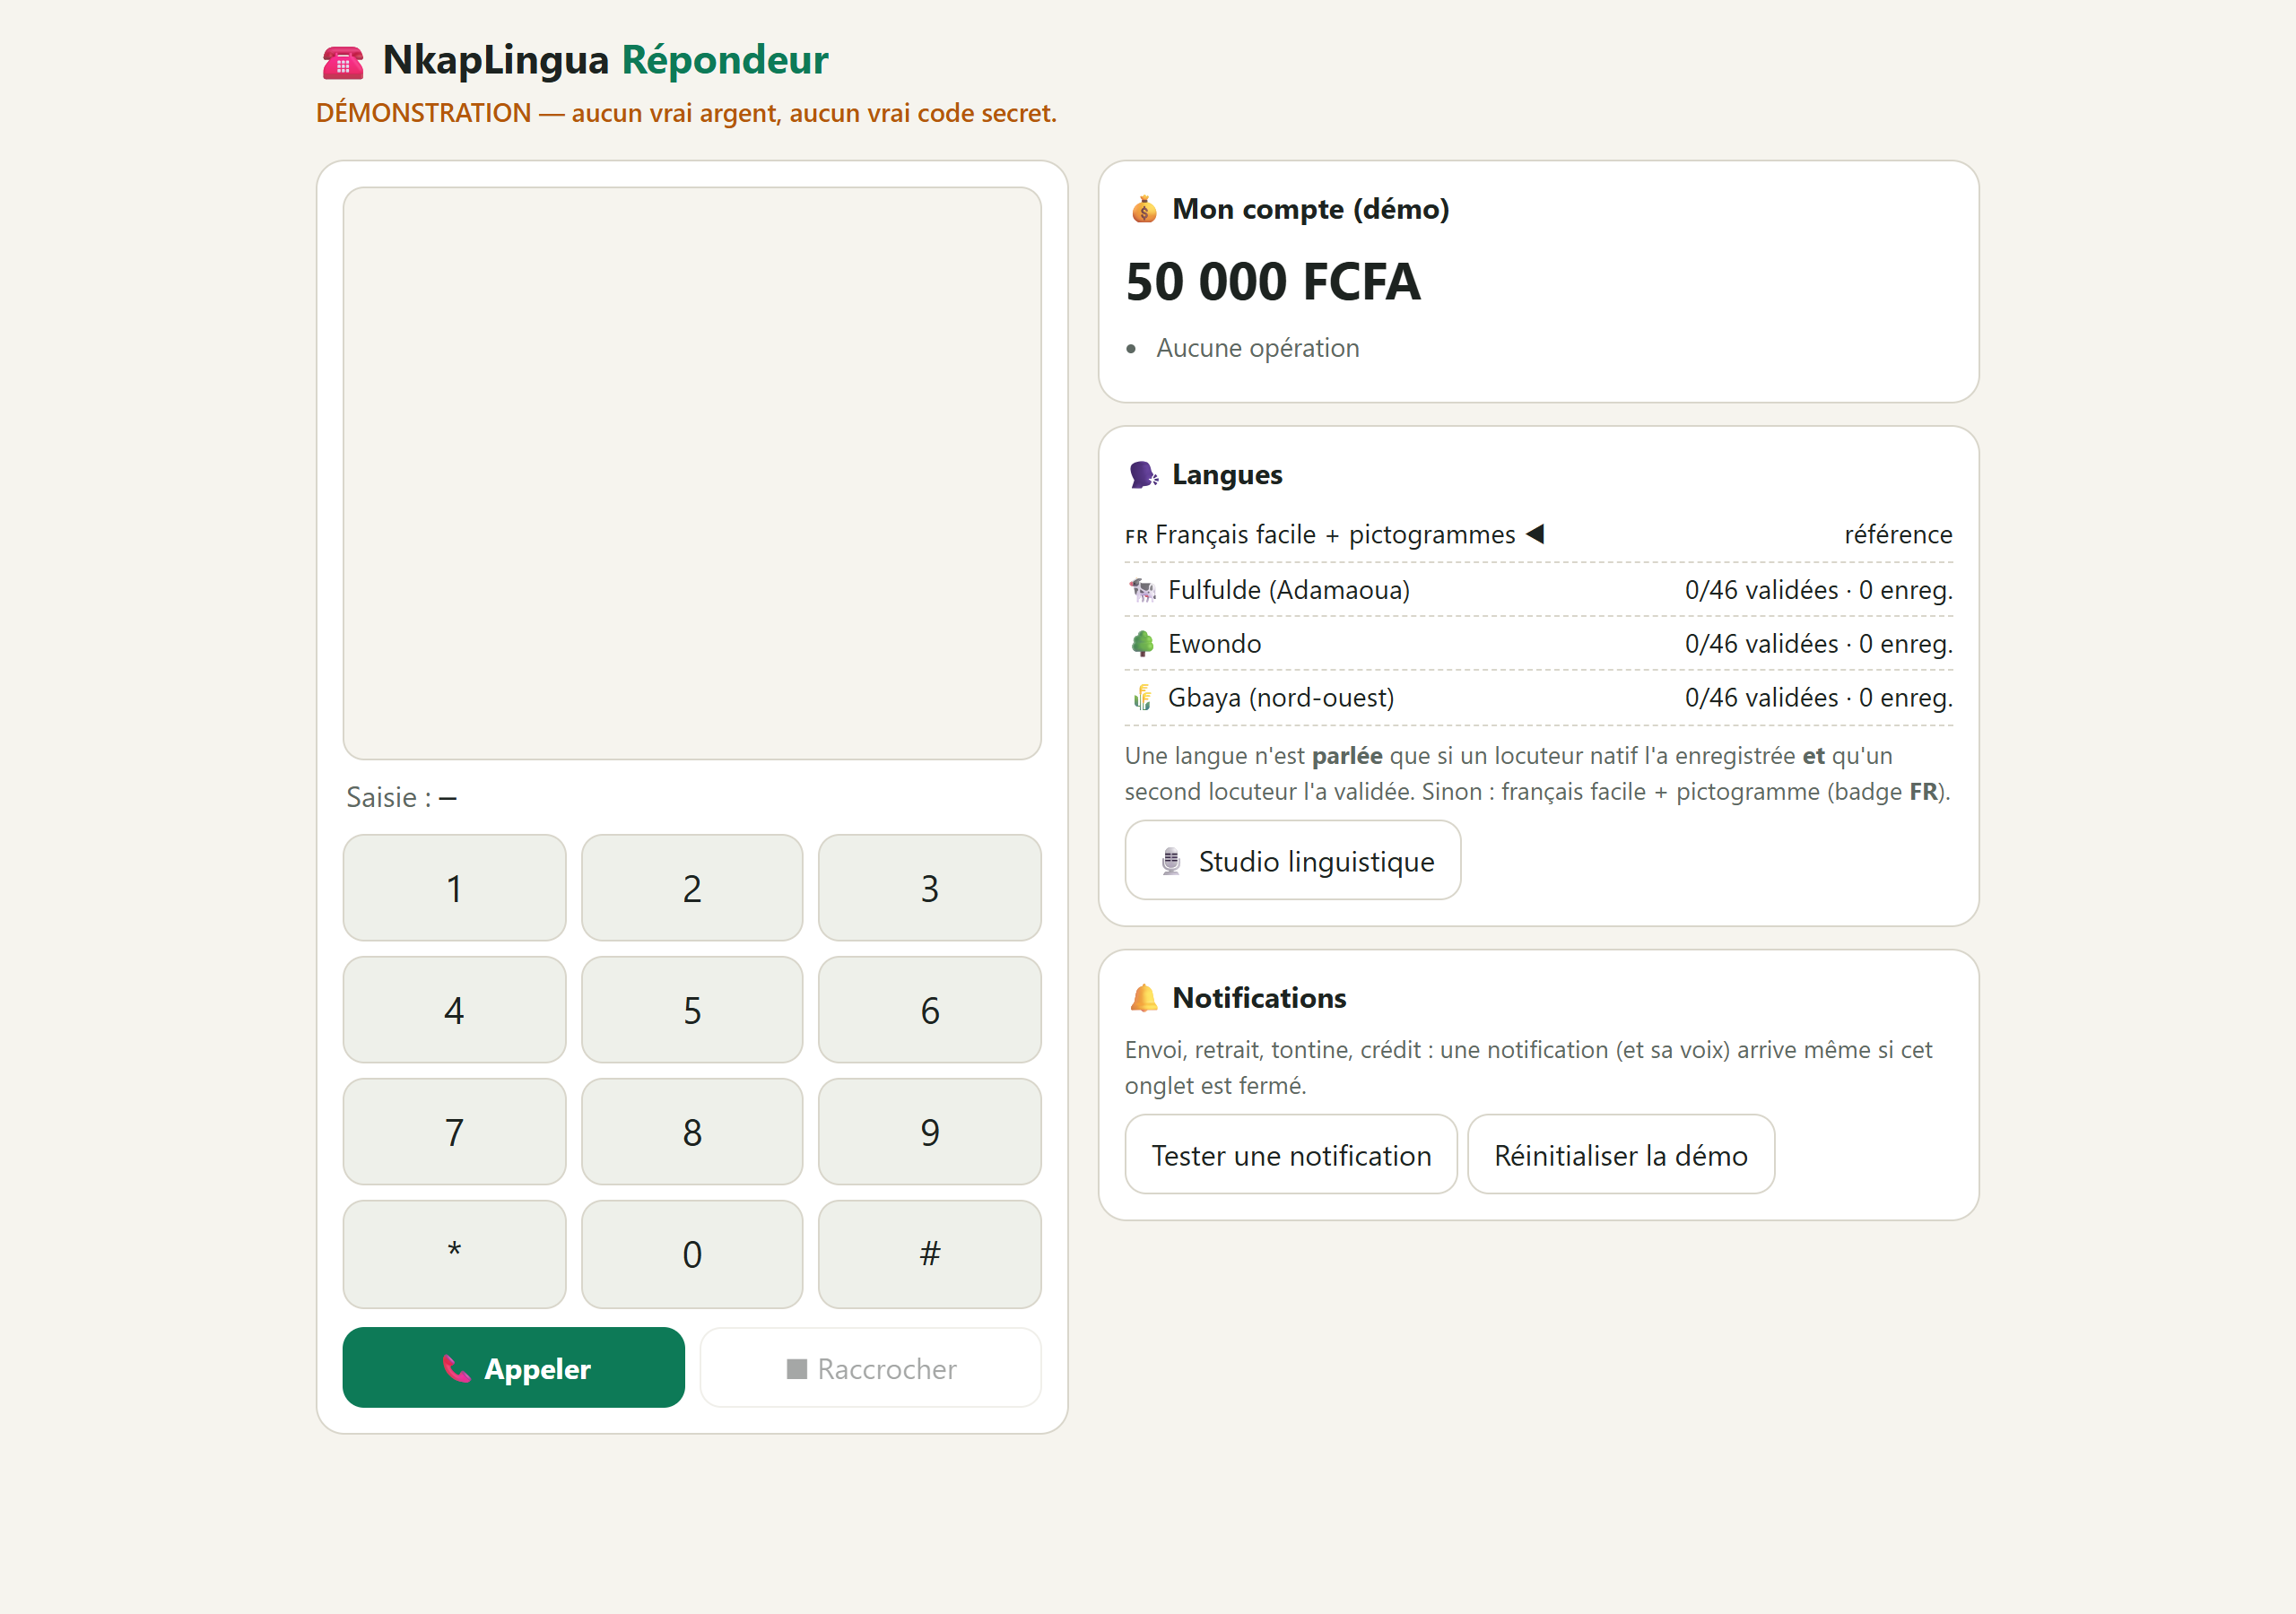 NkapLingua Répondeur
DÉMONSTRATION — aucun vrai argent, aucun vrai code secret.
Saisie : —
1 2 3
4 5 6
7 8 9
* 0 #
Appeler
Raccrocher
Mon compte (démo)
50 000 FCFA
• Aucune opération
Langues
FR Français facile + pictogrammes ◀ référence
Fulfulde (Adamaoua) 0/46 validées · 0 enreg.
Ewondo 0/46 validées · 0 enreg.
Gbaya (nord-ouest) 0/46 validées · 0 enreg.
Une langue n'est parlée que si un locuteur natif l'a enregistrée et qu'un
second locuteur l'a validée. Sinon : français facile + pictogramme (badge FR).
Studio linguistique
Notifications
Envoi, retrait, tontine, crédit : une notification (et sa voix) arrive même si cet
onglet est fermé.
Tester une notification
Réinitialiser la démo